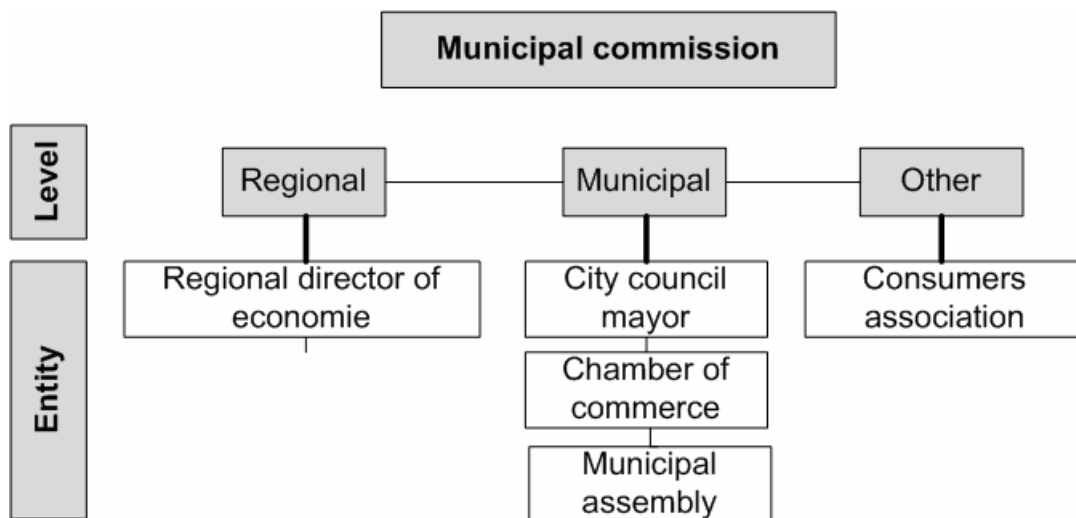 Municipal commission
Level
Regional
Municipal
Other
Entity
Regional director of
economie
City council
mayor
Consumers
association
Chamber of
commerce
Municipal
assembly